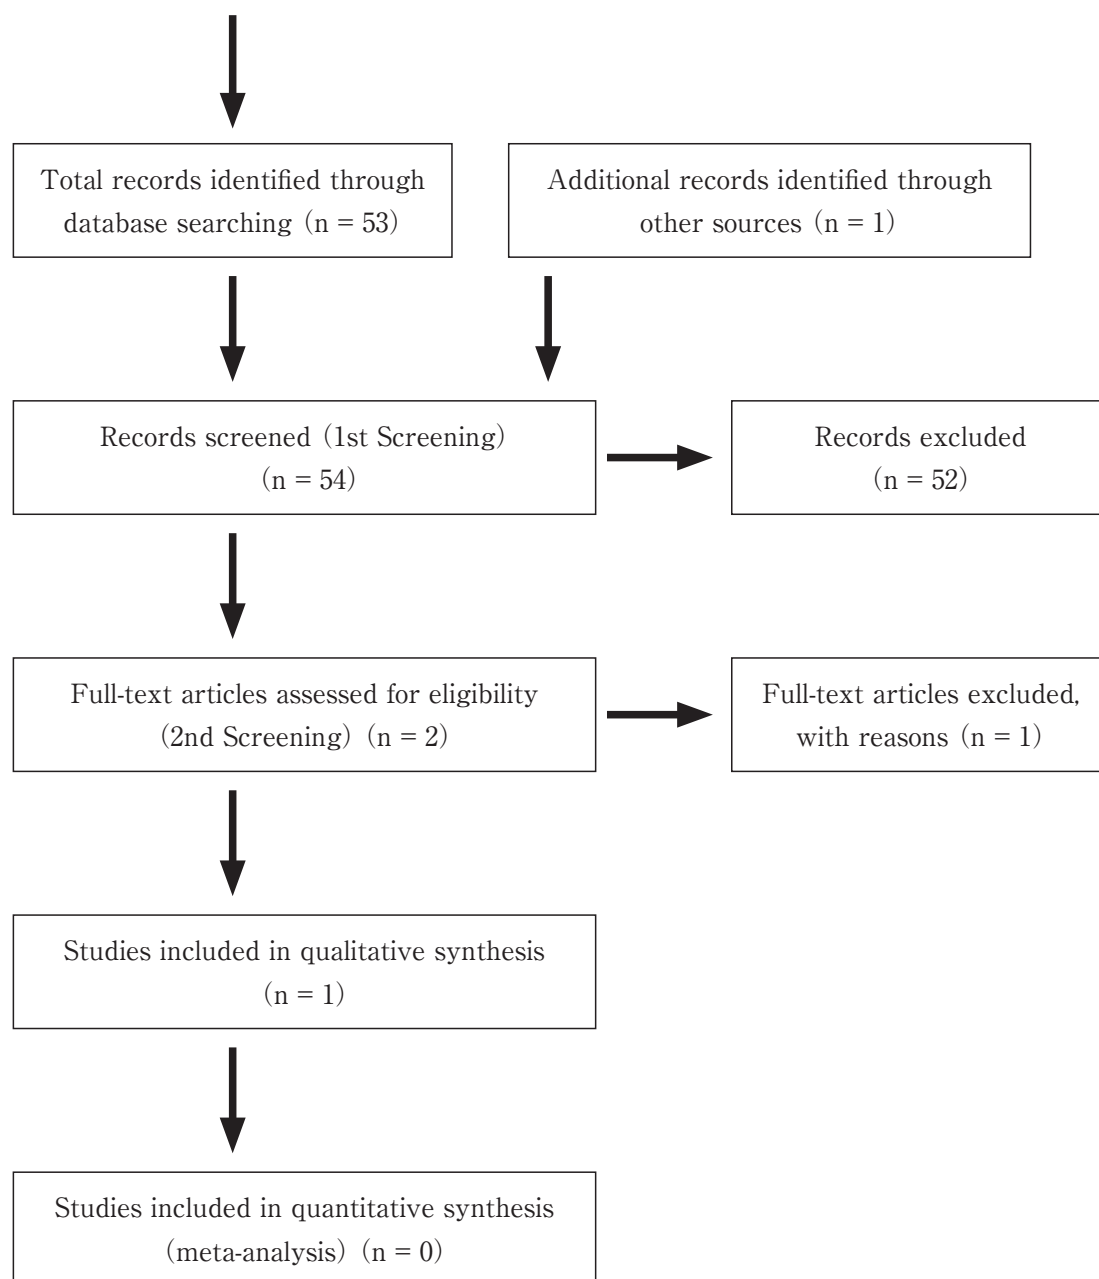 Total records identified through
database searching (n = 53)
Additional records identified through
other sources (n = 1)
Records screened (1st Screening)
(n = 54)
Records excluded
(n = 52)
Full-text articles assessed for eligibility
(2nd Screening) (n = 2)
Full-text articles excluded,
with reasons (n = 1)
Studies included in qualitative synthesis
(n = 1)
Studies included in quantitative synthesis
(meta-analysis) (n = 0)